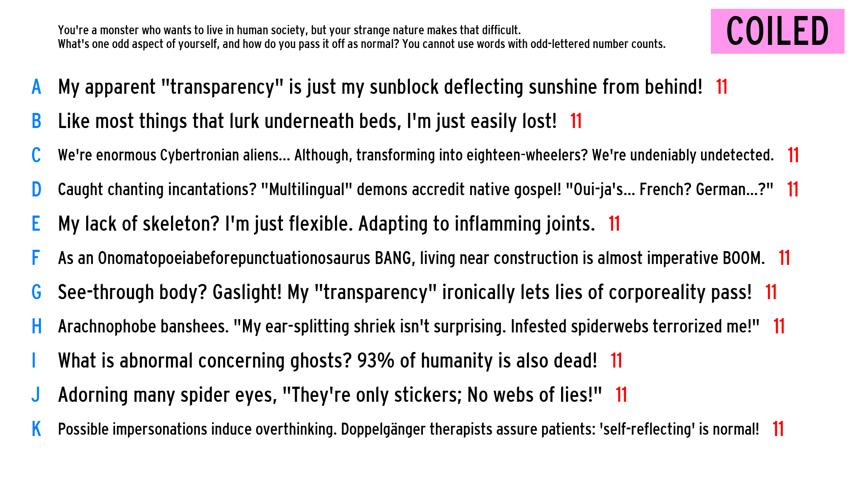 You're a monster who wants to live in human society, but your strange nature makes that difficult.
What's one odd aspect of yourself, and how do you pass it off as normal? You cannot use words with odd-lettered number counts.
COILED
A My apparent "transparency" is just my sunblock deflecting sunshine from behind! 11
B Like most things that lurk underneath beds, I'm just easily lost! 11
C We're enormous Cybertronian aliens... Although, transforming into eighteen-wheelers? We're undeniably undetected. 11
D Caught chanting incantations? "Multilingual" demons accredit native gospel! "Oui-ja's... French? German...?" 11
E My lack of skeleton? I'm just flexible. Adapting to inflamming joints. 11
F As an Onomatopoeiabeforepunctuationosaurus BANG, living near construction is almost imperative BOOM. 11
G See-through body? Gaslight! My "transparency" ironically lets lies of corporeality pass! 11
H Arachnophobe banshees. "My ear-splitting shriek isn't surprising. Infested spiderwebs terrorized me!" 11
I What is abnormal concerning ghosts? 93% of humanity is also dead! 11
J Adorning many spider eyes, "They're only stickers; No webs of lies!" 11
K Possible impersonations induce overthinking. Doppelgänger therapists assure patients: 'self-reflecting' is normal! 11